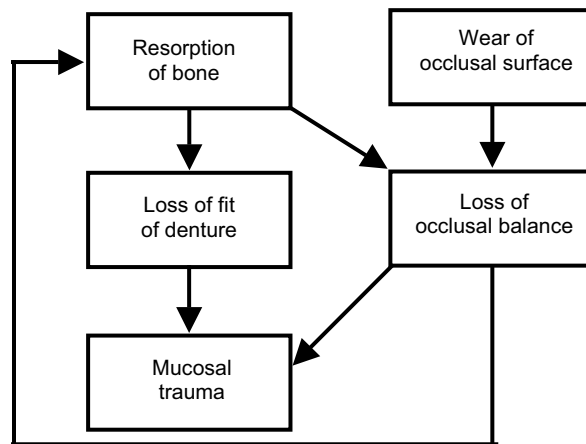 Resorption
of bone
Wear of
occlusal surface
Loss of fit
of denture
Loss of
occlusal balance
Mucosal
trauma